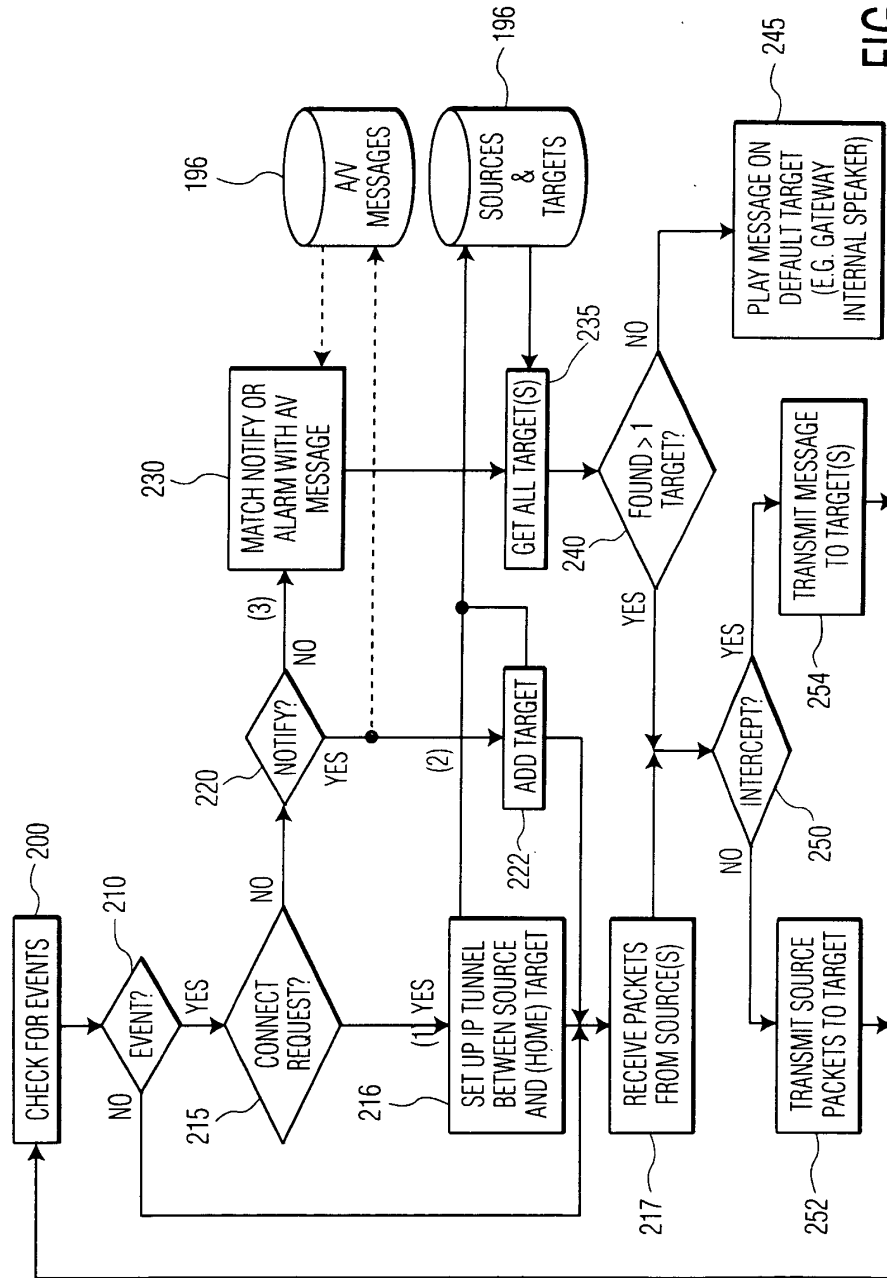 200
CHECK FOR EVENTS
210
EVENT?
NO
YES
215
CONNECT
REQUEST?
NO
YES
(1)
216
SET UP IP TUNNEL
BETWEEN SOURCE
AND (HOME) TARGET
217
RECEIVE PACKETS
FROM SOURCE(S)
220
NOTIFY?
NO
(3)
YES
(2)
222
ADD TARGET
230
MATCH NOTIFY OR
ALARM WITH AV
MESSAGE
196
A/V
MESSAGES
196
SOURCES
&
TARGETS
235
GET ALL TARGET(S)
240
FOUND > 1
TARGET?
YES
NO
245
PLAY MESSAGE ON
DEFAULT TARGET
(E.G. GATEWAY
INTERNAL SPEAKER)
250
INTERCEPT?
NO
YES
252
TRANSMIT SOURCE
PACKETS TO TARGET
254
TRANSMIT MESSAGE
TO TARGET(S)
FIG